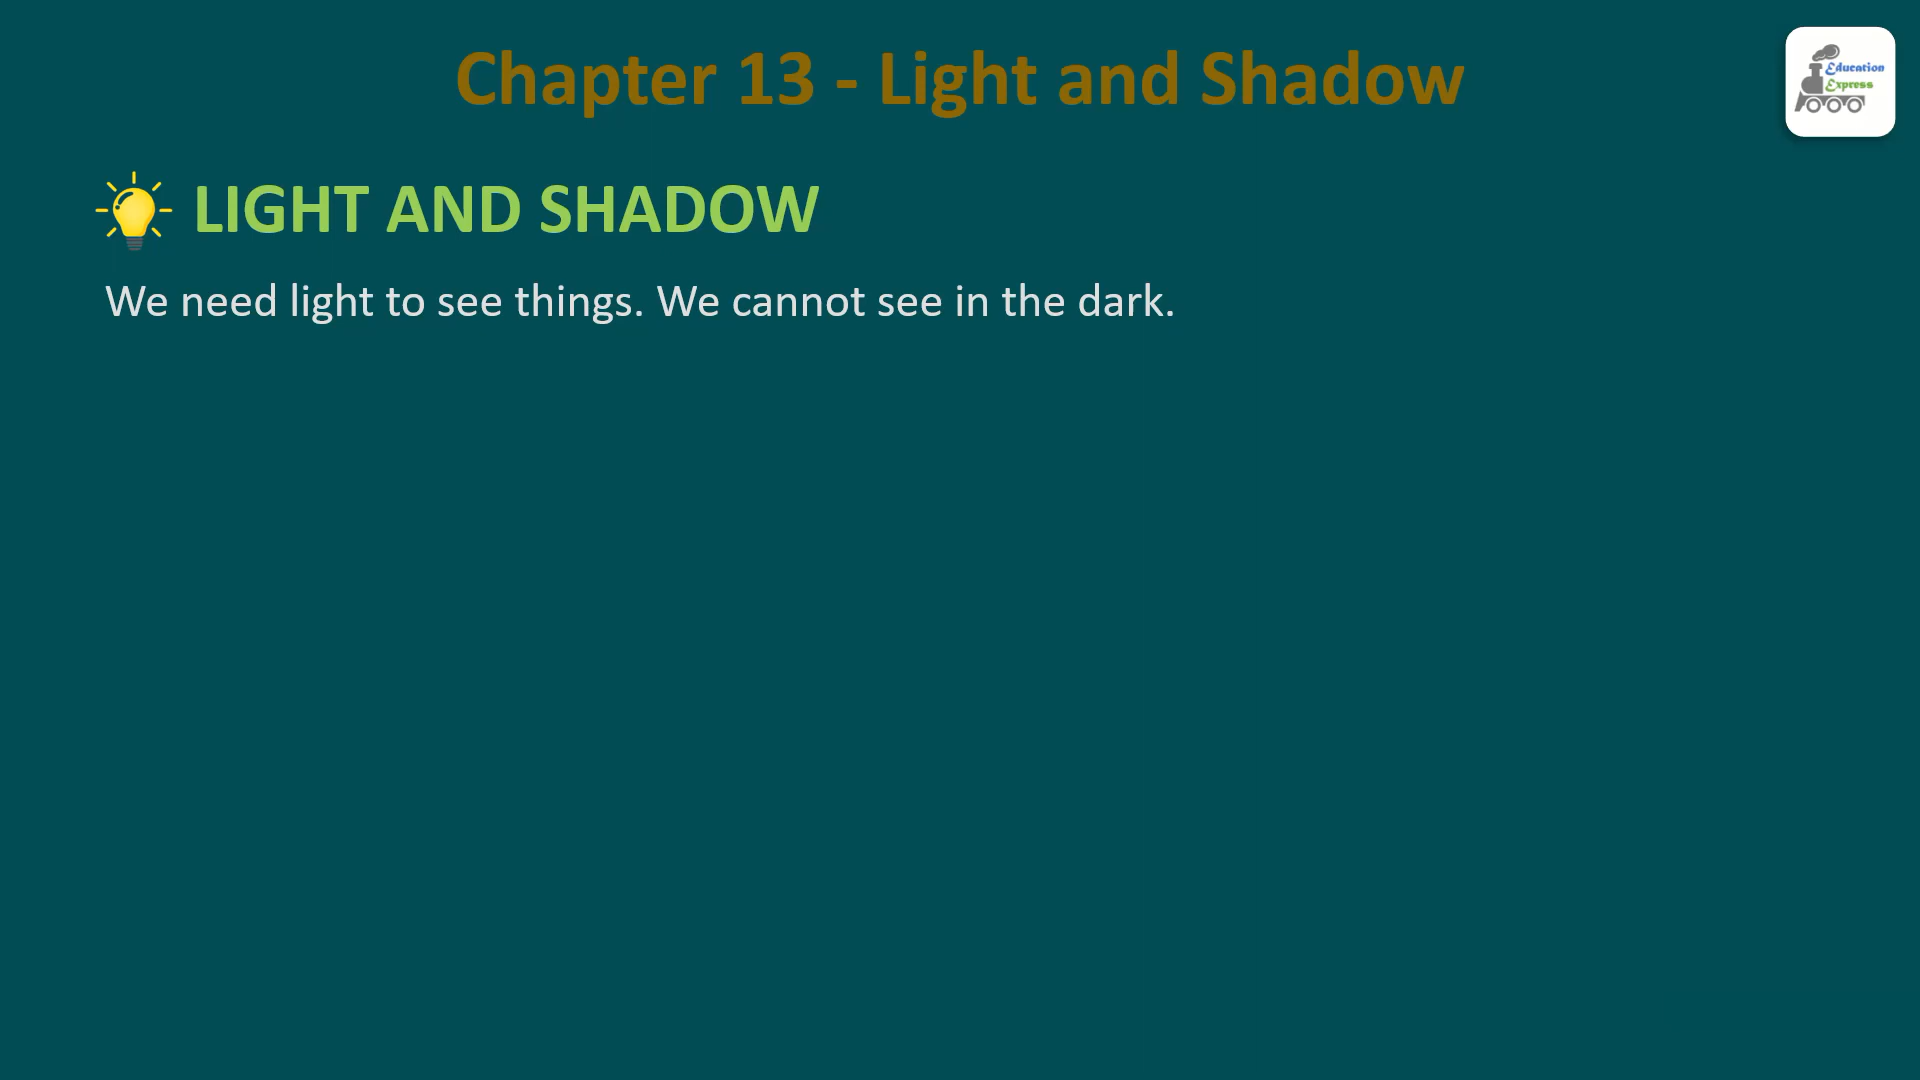 Chapter 13 - Light and Shadow
Education
Express
LIGHT AND SHADOW
We need light to see things. We cannot see in the dark.